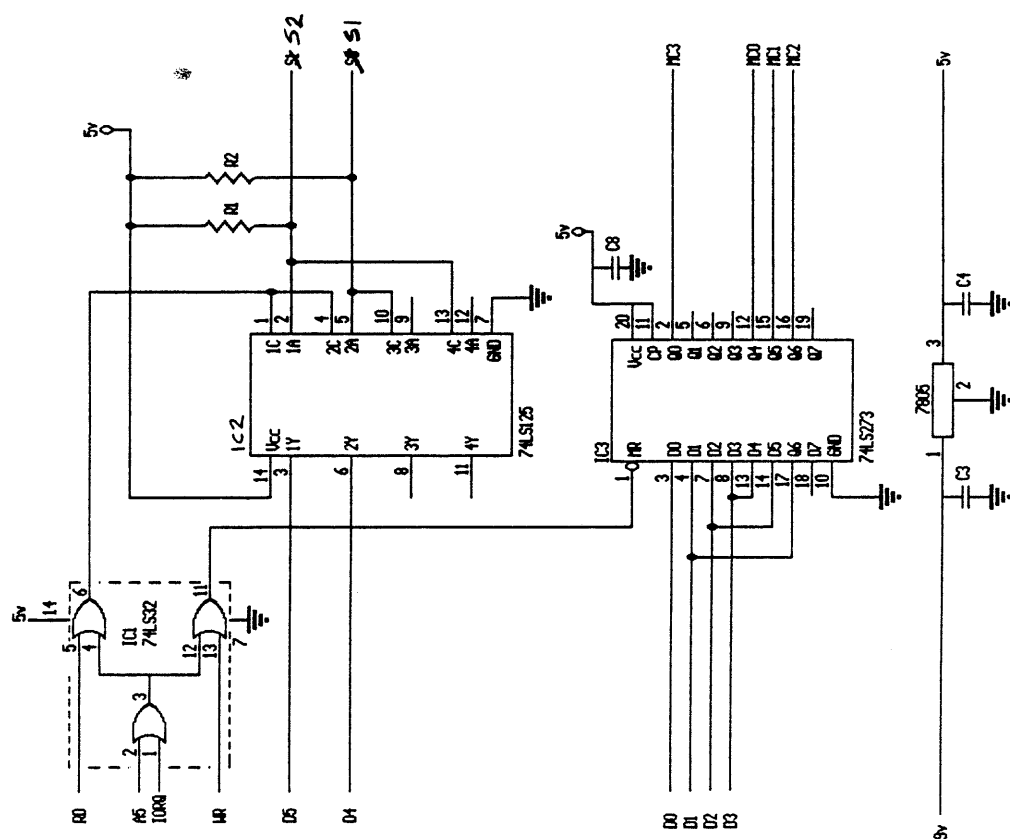 5v
14
6
5
4
IC1
74LS32
3
2
1
12
13
11
7
RD
A5
IORQ
WR
5v
R2
R1
S2
S1
IC2
14
Vcc
1C
1
3
1Y
1A
2
2C
4
6
2Y
2A
5
3C
10
8
3Y
3A
9
4C
13
11
4Y
4A
12
GND
7
74LS125
D5
D4
5v
C8
IC3
1
MR
Vcc
20
CP
11
3
D0
Q0
2
4
D1
Q1
5
7
D2
Q2
6
8
D3
Q3
9
13
D4
Q4
12
14
D5
Q5
15
17
Q6
Q6
16
18
D7
Q7
19
10
GND
74LS273
D0
D1
D2
D3
MC3
MC0
MC1
MC2
9v
C3
1
7805
2
3
C4
5v